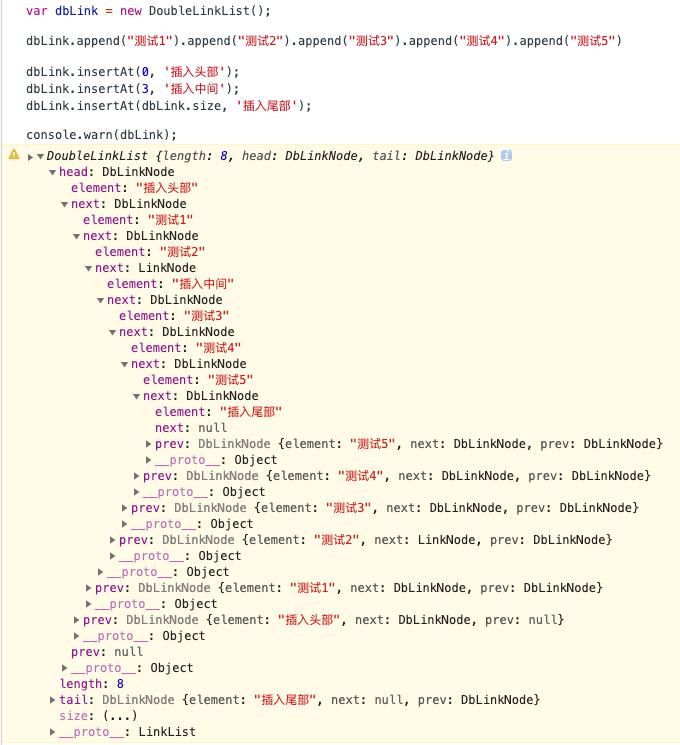 var dbLink = new DoubleLinkList();
dbLink.append("测试1").append("测试2").append("测试3").append("测试4").append("测试5")
dbLink.insertAt(0, '插入头部');
dbLink.insertAt(3, '插入中间');
dbLink.insertAt(dbLink.size, '插入尾部');
console.warn(dbLink);
DoubleLinkList {length: 8, head: DbLinkNode, tail: DbLinkNode} i
head: DbLinkNode
element: "插入头部"
next: DbLinkNode
element: "测试1"
next: DbLinkNode
element: "测试2"
next: LinkNode
element: "插入中间"
next: DbLinkNode
element: "测试3"
next: DbLinkNode
element: "测试4"
next: DbLinkNode
element: "测试5"
next: DbLinkNode
element: "插入尾部"
next: null
prev: DbLinkNode {element: "测试5", next: DbLinkNode, prev: DbLinkNode}
__proto__: Object
prev: DbLinkNode {element: "测试4", next: DbLinkNode, prev: DbLinkNode}
__proto__: Object
prev: DbLinkNode {element: "测试3", next: DbLinkNode, prev: DbLinkNode}
__proto__: Object
prev: DbLinkNode {element: "测试2", next: LinkNode, prev: DbLinkNode}
__proto__: Object
__proto__: Object
prev: DbLinkNode {element: "测试1", next: DbLinkNode, prev: DbLinkNode}
__proto__: Object
prev: DbLinkNode {element: "插入头部", next: DbLinkNode, prev: null}
__proto__: Object
prev: null
__proto__: Object
length: 8
tail: DbLinkNode {element: "插入尾部", next: null, prev: DbLinkNode}
size: (...)
__proto__: LinkList